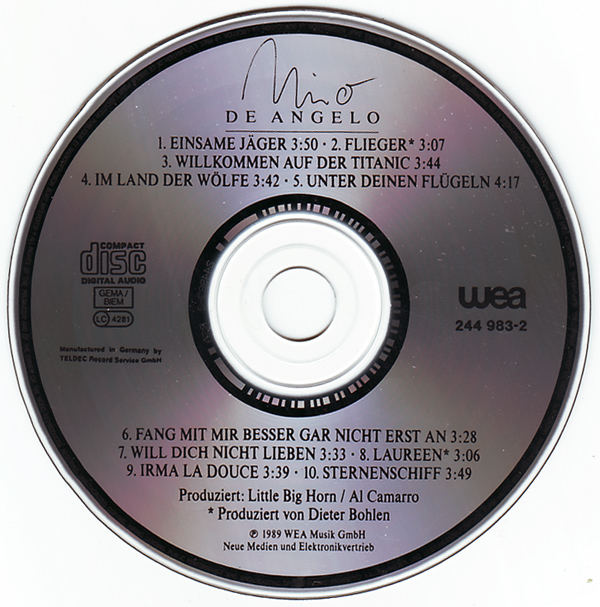 Nino
DE ANGELO
1. EINSAME JÄGER 3:50 · 2. FLIEGER* 3:07
3. WILLKOMMEN AUF DER TITANIC 3:44
4. IM LAND DER WÖLFE 3:42 · 5. UNTER DEINEN FLÜGELN 4:17
COMPACT
disc
DIGITAL AUDIO
GEMA/
BIEM
LC 4281
Manufactured in Germany by
TELDEC Record Service GmbH
wea
244 983-2
6. FANG MIT MIR BESSER GAR NICHT ERST AN 3:28
7. WILL DICH NICHT LIEBEN 3:33 · 8. LAUREEN* 3:06
9. IRMA LA DOUCE 3:39 · 10. STERNENSCHIFF 3:49
Produziert: Little Big Horn / Al Camarro
* Produziert von Dieter Bohlen
℗ 1989 WEA Musik GmbH
Neue Medien und Elektronikvertrieb